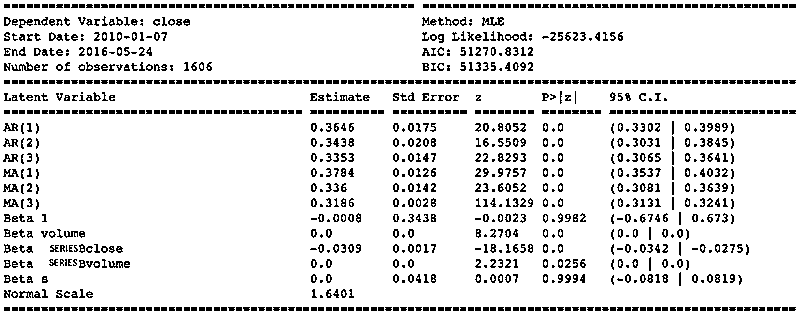 Dependent Variable: close Method: MLE
Start Date: 2010-01-07 Log Likelihood: -25623.4156
End Date: 2016-05-24 AIC: 51270.8312
Number of observations: 1606 BIC: 51335.4092
Latent Variable Estimate Std Error z P>|z| 95% C.I.
AR(1) 0.3646 0.0175 20.8052 0.0 (0.3302 | 0.3989)
AR(2) 0.3438 0.0208 16.5509 0.0 (0.3031 | 0.3845)
AR(3) 0.3353 0.0147 22.8293 0.0 (0.3065 | 0.3641)
MA(1) 0.3784 0.0126 29.9757 0.0 (0.3537 | 0.4032)
MA(2) 0.336 0.0142 23.6052 0.0 (0.3081 | 0.3639)
MA(3) 0.3186 0.0028 114.1329 0.0 (0.3131 | 0.3241)
Beta 1 -0.0008 0.3438 -0.0023 0.9982 (-0.6746 | 0.673)
Beta volume 0.0 0.0 8.2704 0.0 (0.0 | 0.0)
Beta SERIESBclose -0.0309 0.0017 -18.1658 0.0 (-0.0342 | -0.0275)
Beta SERIESBvolume 0.0 0.0 2.2321 0.0256 (0.0 | 0.0)
Beta s 0.0 0.0418 0.0007 0.9994 (-0.0818 | 0.0819)
Normal Scale 1.6401